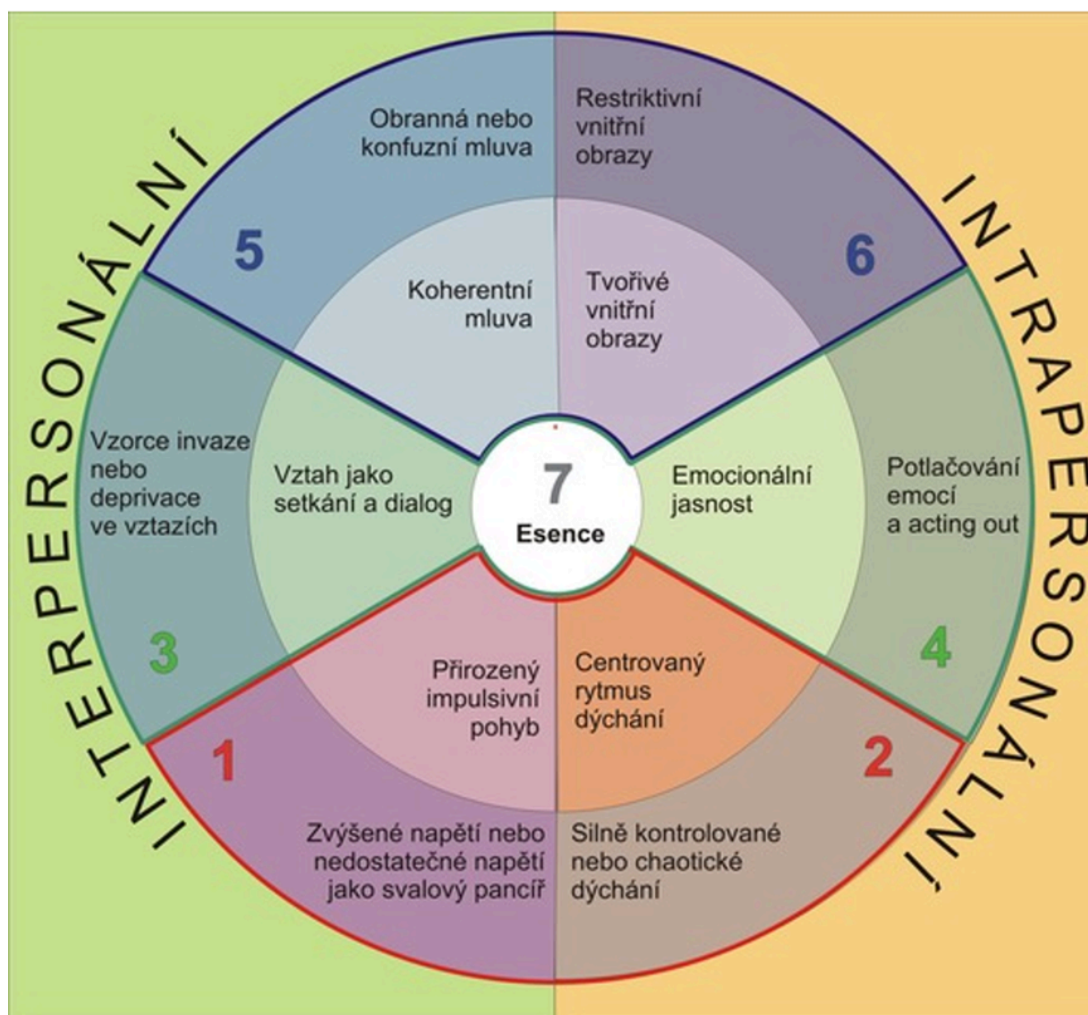 INTERPERSONÁLNÍ
INTRAPERSONÁLNÍ
Obranná nebo
konfuzní mluva
5
Koherentní
mluva
Restriktivní
vnitřní
obrazy
6
Tvořivé
vnitřní
obrazy
Vzorce invaze
nebo
deprivace
ve vztazích
3
Vztah jako
setkání a dialog
7
Esence
Emocionální
jasnost
Potlačování
emocí
a acting out
4
Přirozený
impulsivní
pohyb
1
Zvýšené napětí nebo
nedostatečné napětí
jako svalový pancíř
Centrovaný
rytmus
dýchání
2
Silně kontrolované
nebo chaotické
dýchání